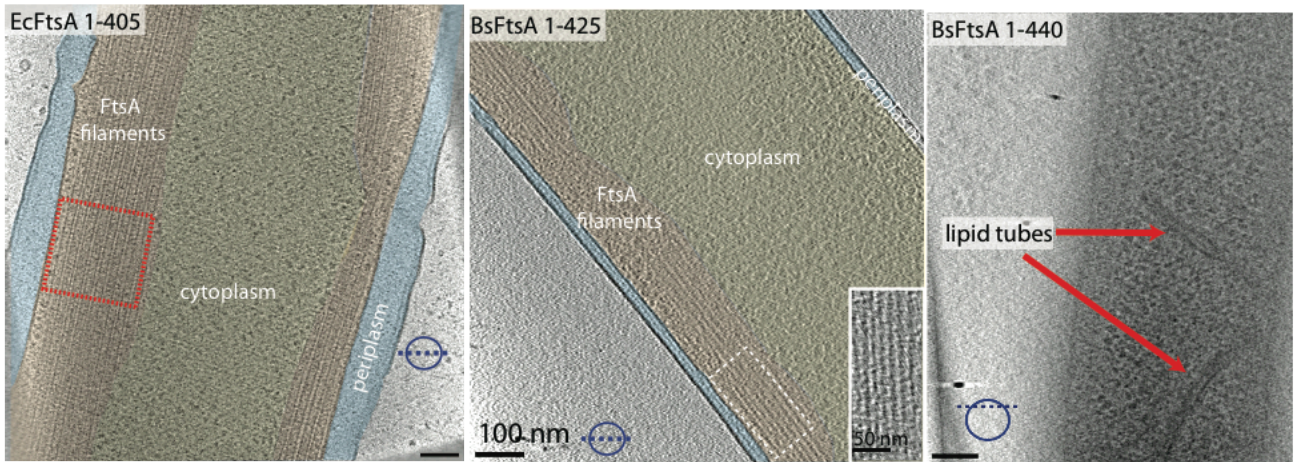 EcFtsA 1-405
FtsA
filaments
cytoplasm
periplasm
BsFtsA 1-425
periplasm
cytoplasm
FtsA
filaments
100 nm
50 nm
BsFtsA 1-440
lipid tubes